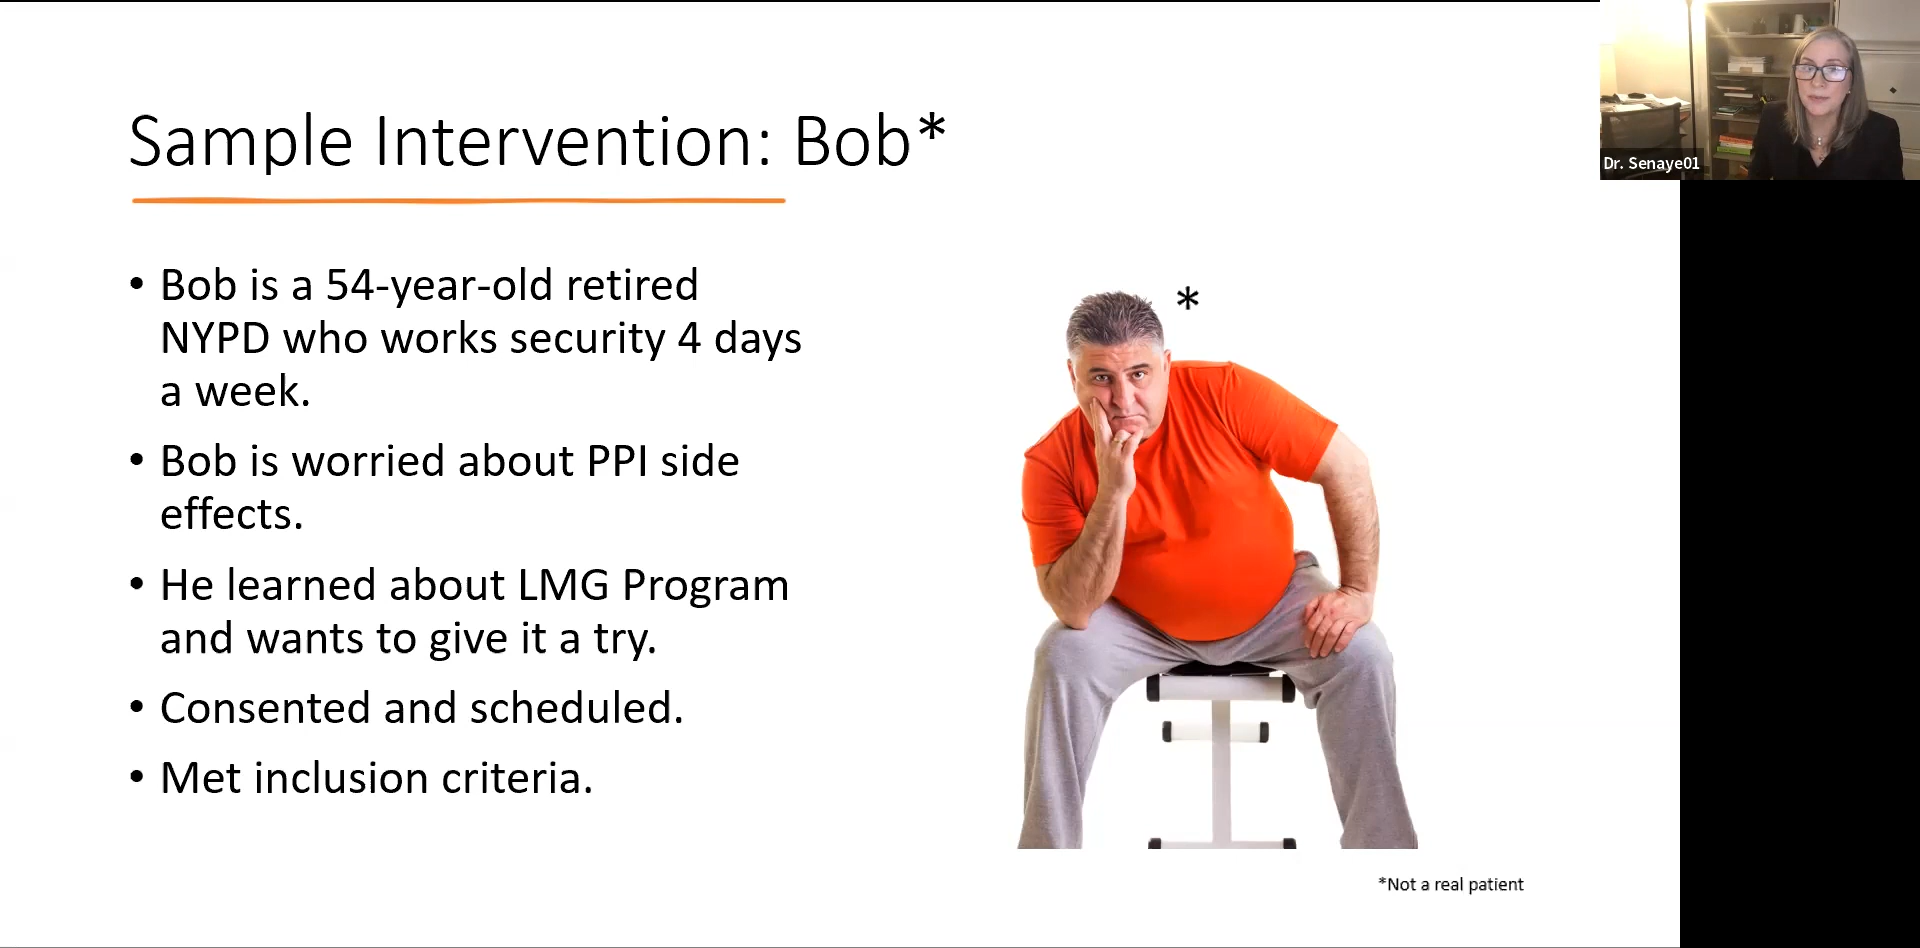 Sample Intervention: Bob*
• Bob is a 54-year-old retired
NYPD who works security 4 days
a week.
• Bob is worried about PPI side
effects.
• He learned about LMG Program
and wants to give it a try.
• Consented and scheduled.
• Met inclusion criteria.
*
*Not a real patient
Dr. Senaye01